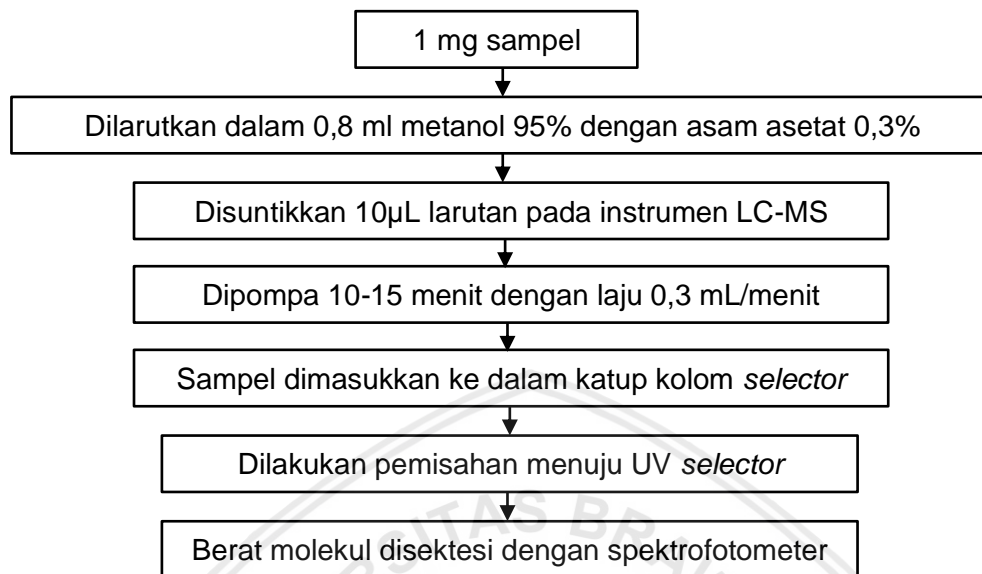 1 mg sampel
Dilarutkan dalam 0,8 ml metanol 95% dengan asam asetat 0,3%
Disuntikkan 10µL larutan pada instrumen LC-MS
Dipompa 10-15 menit dengan laju 0,3 mL/menit
Sampel dimasukkan ke dalam katup kolom selector
Dilakukan pemisahan menuju UV selector
RSITAS BRA
Berat molekul disektesi dengan spektrofotometer